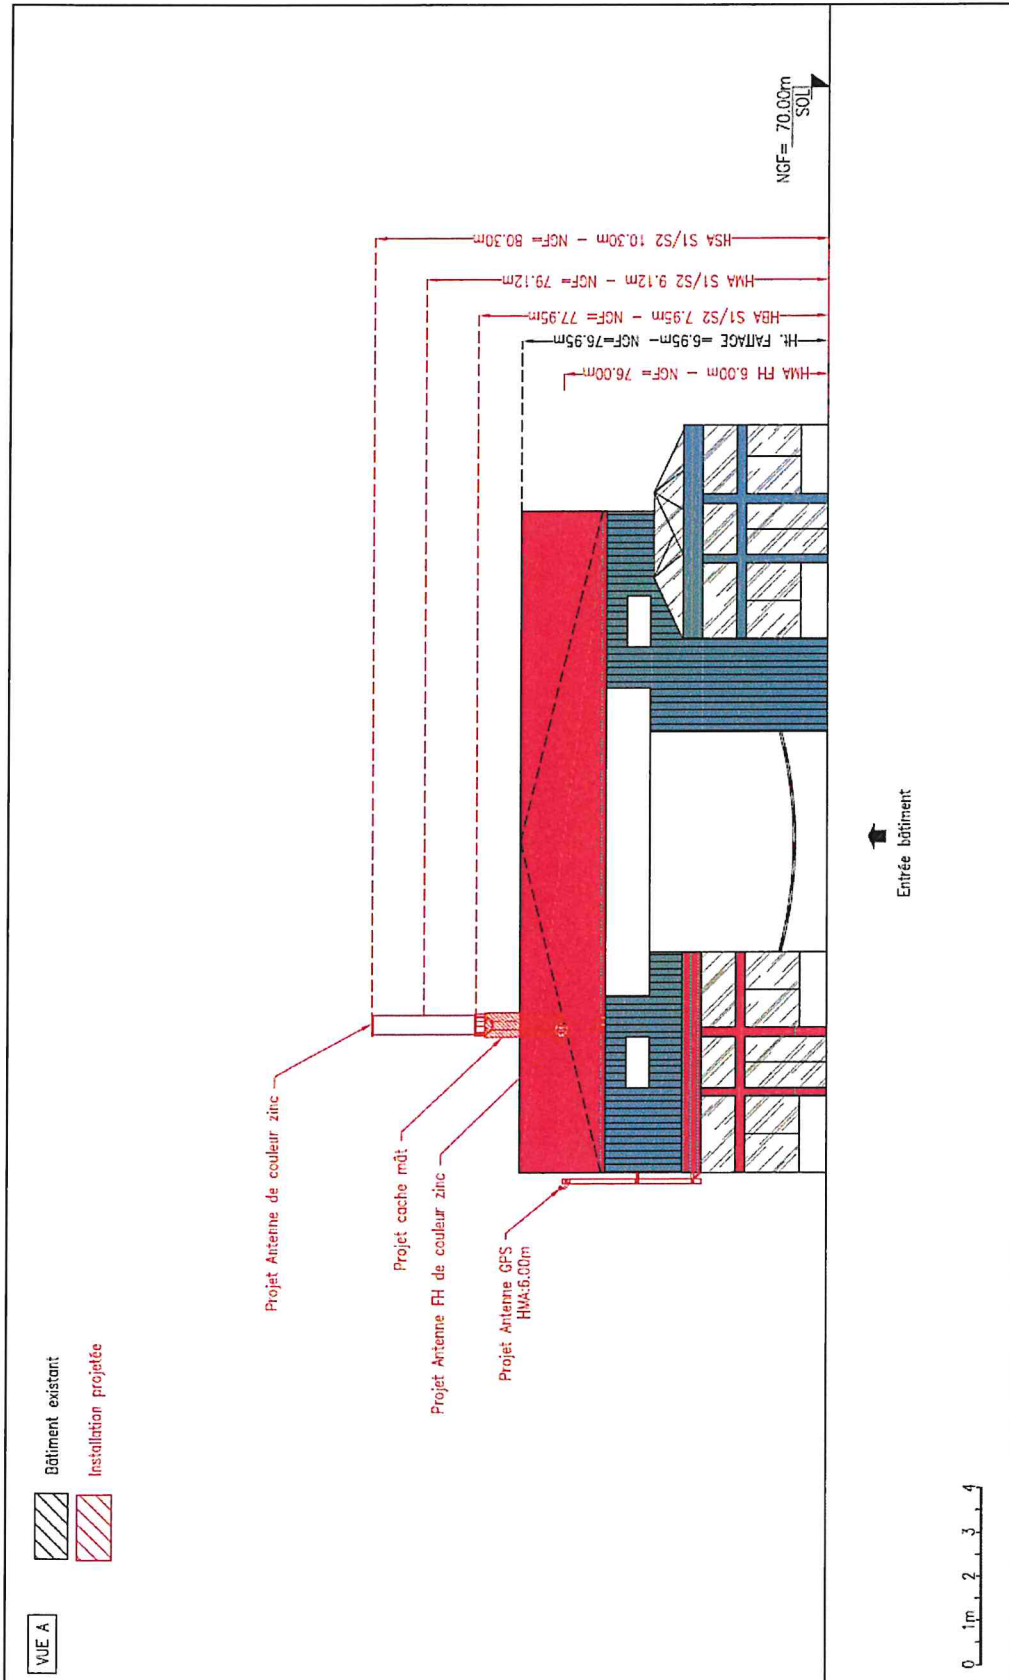 VUE A
Bâtiment existant
Installation projetée
Projet Antenne de couleur zinc
Projet cache mât
Projet Antenne FH de couleur zinc
Projet Antenne GPS
HMA:6.00m
HSA S1/S2 10.30m - NGF= 80.30m
HMA S1/S2 9.12m - NGF= 79.12m
HBA S1/S2 7.95m - NGF= 77.95m
Ht. FAITAGE =6.95m- NGF=76.95m
HMA FH 6.00m - NGF= 76.00m
NGF= 70.00m
SOL
Entrée bâtiment
0 1m 2 3 4